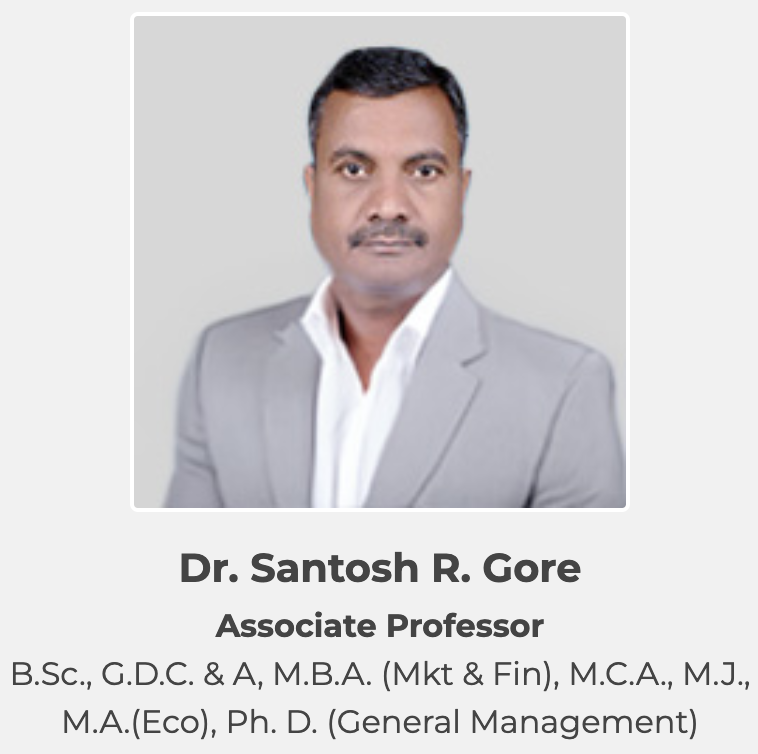 Dr. Santosh R. Gore
Associate Professor
B.Sc., G.D.C. & A, M.B.A. (Mkt & Fin), M.C.A., M.J.,
M.A.(Eco), Ph. D. (General Management)